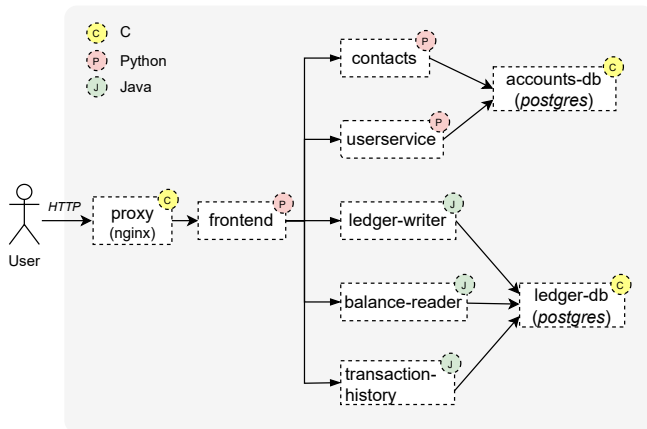 C C
P Python
J Java
User
HTTP
proxy
(nginx)
C
frontend
P
contacts
P
userservice
P
ledger-writer
J
balance-reader
J
transaction-
history
J
accounts-db
(postgres)
C
ledger-db
(postgres)
C